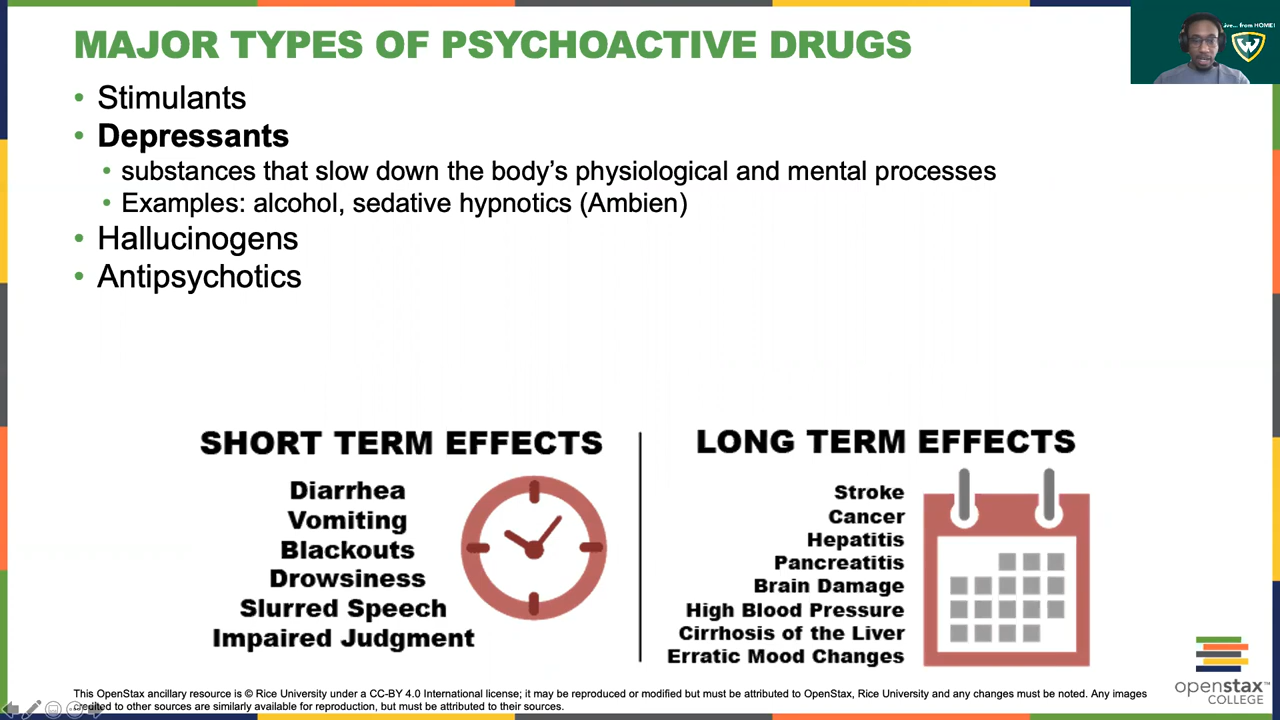 MAJOR TYPES OF PSYCHOACTIVE DRUGS
ive... from HOME!
• Stimulants
• Depressants
• substances that slow down the body’s physiological and mental processes
• Examples: alcohol, sedative hypnotics (Ambien)
• Hallucinogens
• Antipsychotics
SHORT TERM EFFECTS
Diarrhea
Vomiting
Blackouts
Drowsiness
Slurred Speech
Impaired Judgment
LONG TERM EFFECTS
Stroke
Cancer
Hepatitis
Pancreatitis
Brain Damage
High Blood Pressure
Cirrhosis of the Liver
Erratic Mood Changes
openstax™
COLLEGE
This OpenStax ancillary resource is © Rice University under a CC-BY 4.0 International license; it may be reproduced or modified but must be attributed to OpenStax, Rice University and any changes must be noted. Any images
credited to other sources are similarly available for reproduction, but must be attributed to their sources.